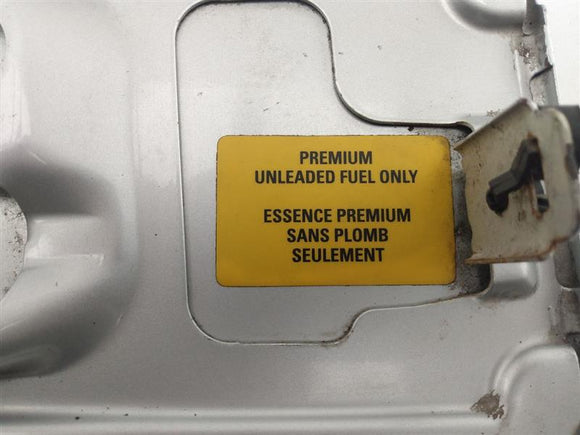 PREMIUM
UNLEADED FUEL ONLY
ESSENCE PREMIUM
SANS PLOMB
SEULEMENT